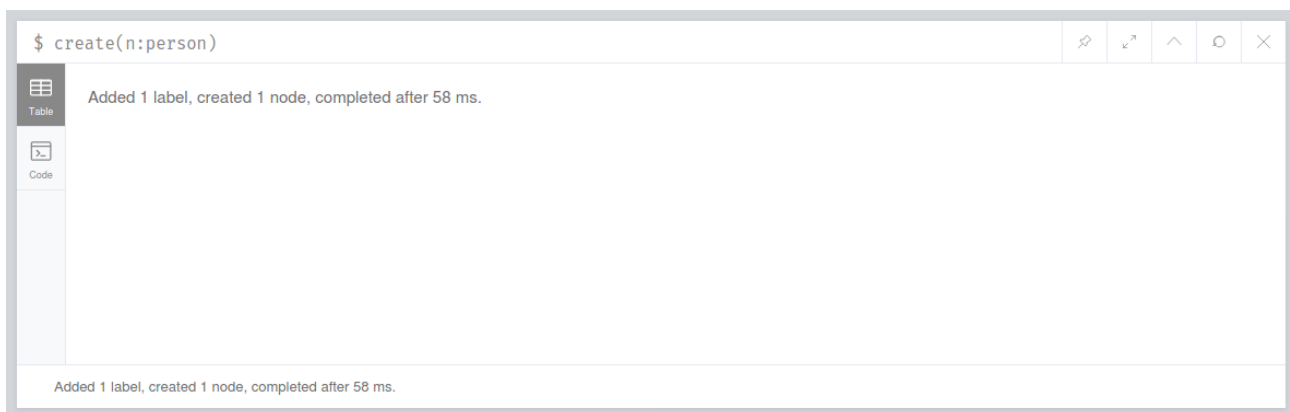 $ create(n:person)
Table
Added 1 label, created 1 node, completed after 58 ms.
Code
Added 1 label, created 1 node, completed after 58 ms.